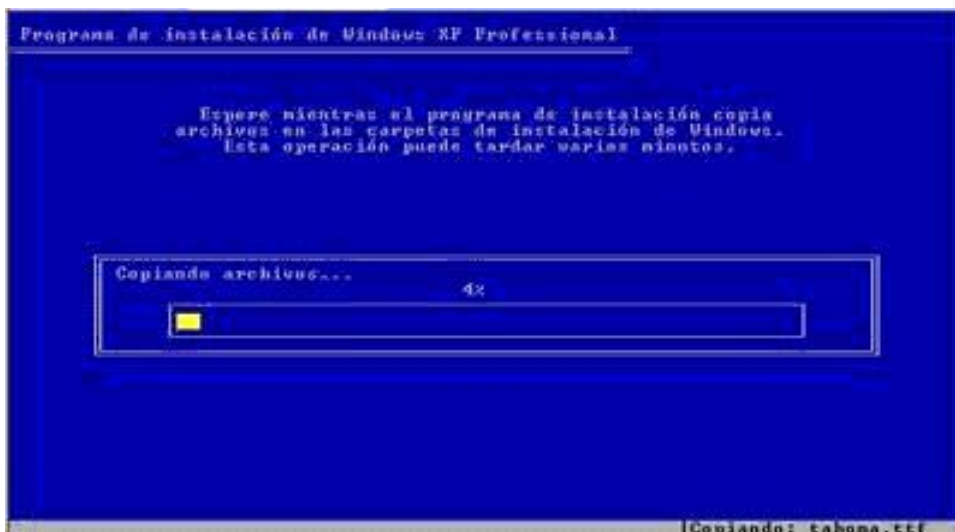 Programa de instalación de Windows XP Professional
Espere mientras el programa de instalación copia
archivos en las carpetas de instalación de Windows.
Esta operación puede tardar varios minutos.
Copiando archivos...
4%
Copiando: tahoma.ttf